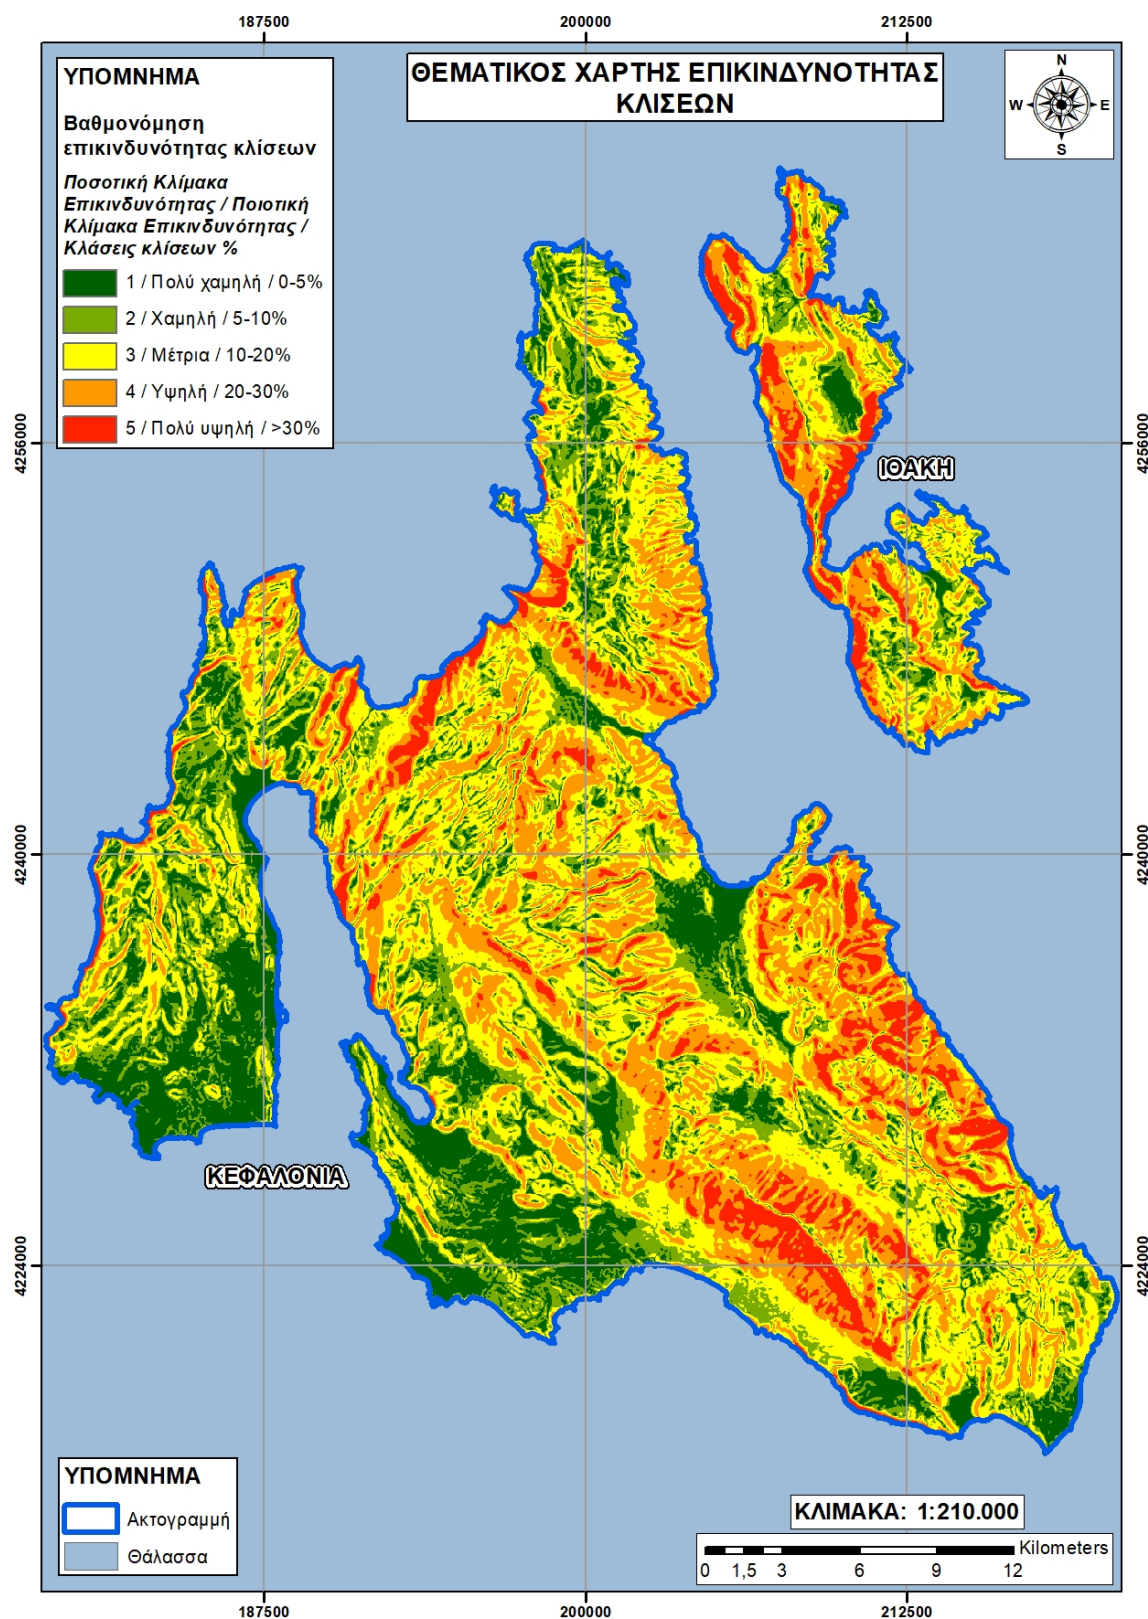 187500
200000
212500
ΥΠΟΜΝΗΜΑ
Βαθμονόμηση
επικινδυνότητας κλίσεων
Ποσοτική Κλίμακα
Επικινδυνότητας / Ποιοτική
Κλίμακα Επικινδυνότητας /
Κλάσεις κλίσεων %
1 / Πολύ χαμηλή / 0-5%
2 / Χαμηλή / 5-10%
3 / Μέτρια / 10-20%
4 / Υψηλή / 20-30%
5 / Πολύ υψηλή / >30%
ΘΕΜΑΤΙΚΟΣ ΧΑΡΤΗΣ ΕΠΙΚΙΝΔΥΝΟΤΗΤΑΣ
ΚΛΙΣΕΩΝ
N
W
E
S
4256000
4256000
ΙΘΑΚΗ
4240000
4240000
ΚΕΦΑΛΟΝΙΑ
4224000
4224000
ΥΠΟΜΝΗΜΑ
Ακτογραμμή
Θάλασσα
ΚΛΙΜΑΚΑ: 1:210.000
Kilometers
0 1,5 3 6 9 12
187500
200000
212500